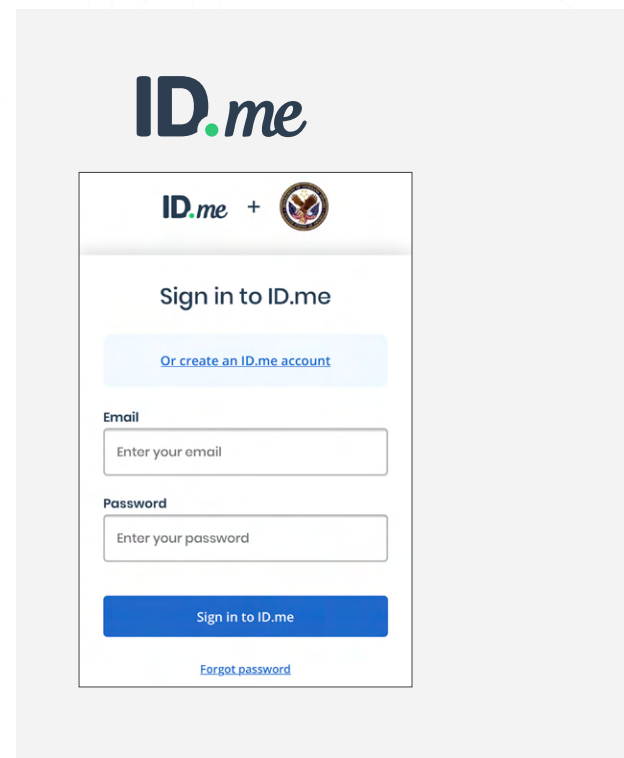 ID.me
ID.me +
Sign in to ID.me
Or create an ID.me account
Email
Enter your email
Password
Enter your password
Sign in to ID.me
Forgot password